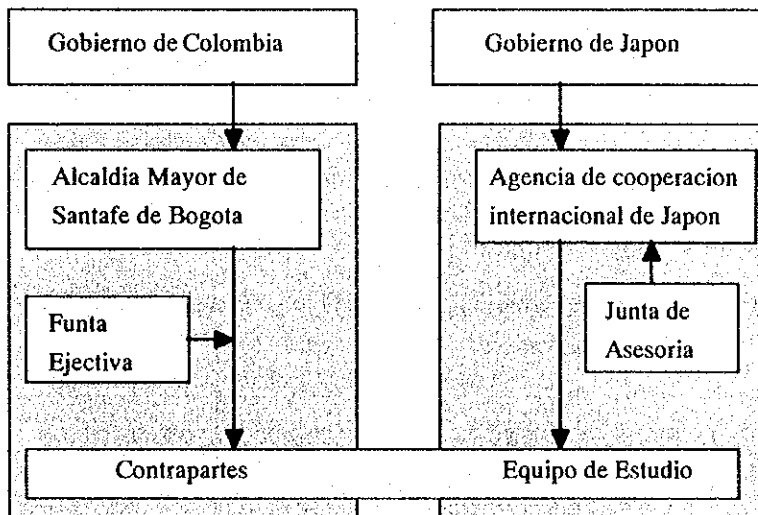 Gobierno de Colombia
Gobierno de Japon
Alcaldia Mayor de
Santafe de Bogota
Agencia de cooperacion
internacional de Japon
Funta
Ejectiva
Junta de
Asesoria
Contrapartes
Equipo de Estudio